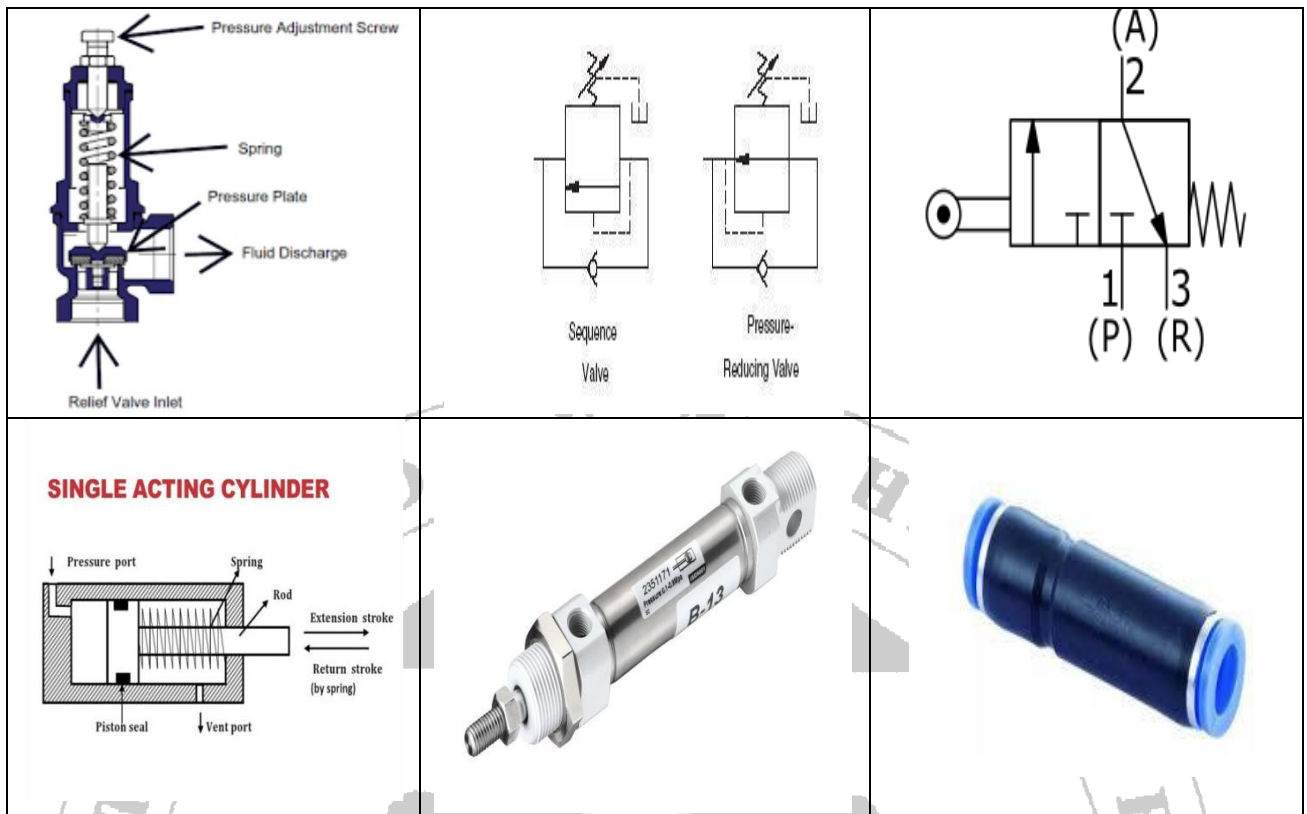 Pressure Adjustment Screw
Spring
Pressure Plate
Fluid Discharge
Relief Valve Inlet
Sequence
Valve
Pressure-
Reducing Valve
(A)
2
1 3
(P) (R)
SINGLE ACTING CYLINDER
Pressure port
Spring
Rod
Extension stroke
Return stroke
(by spring)
Piston seal
Vent port
2351171
B-13